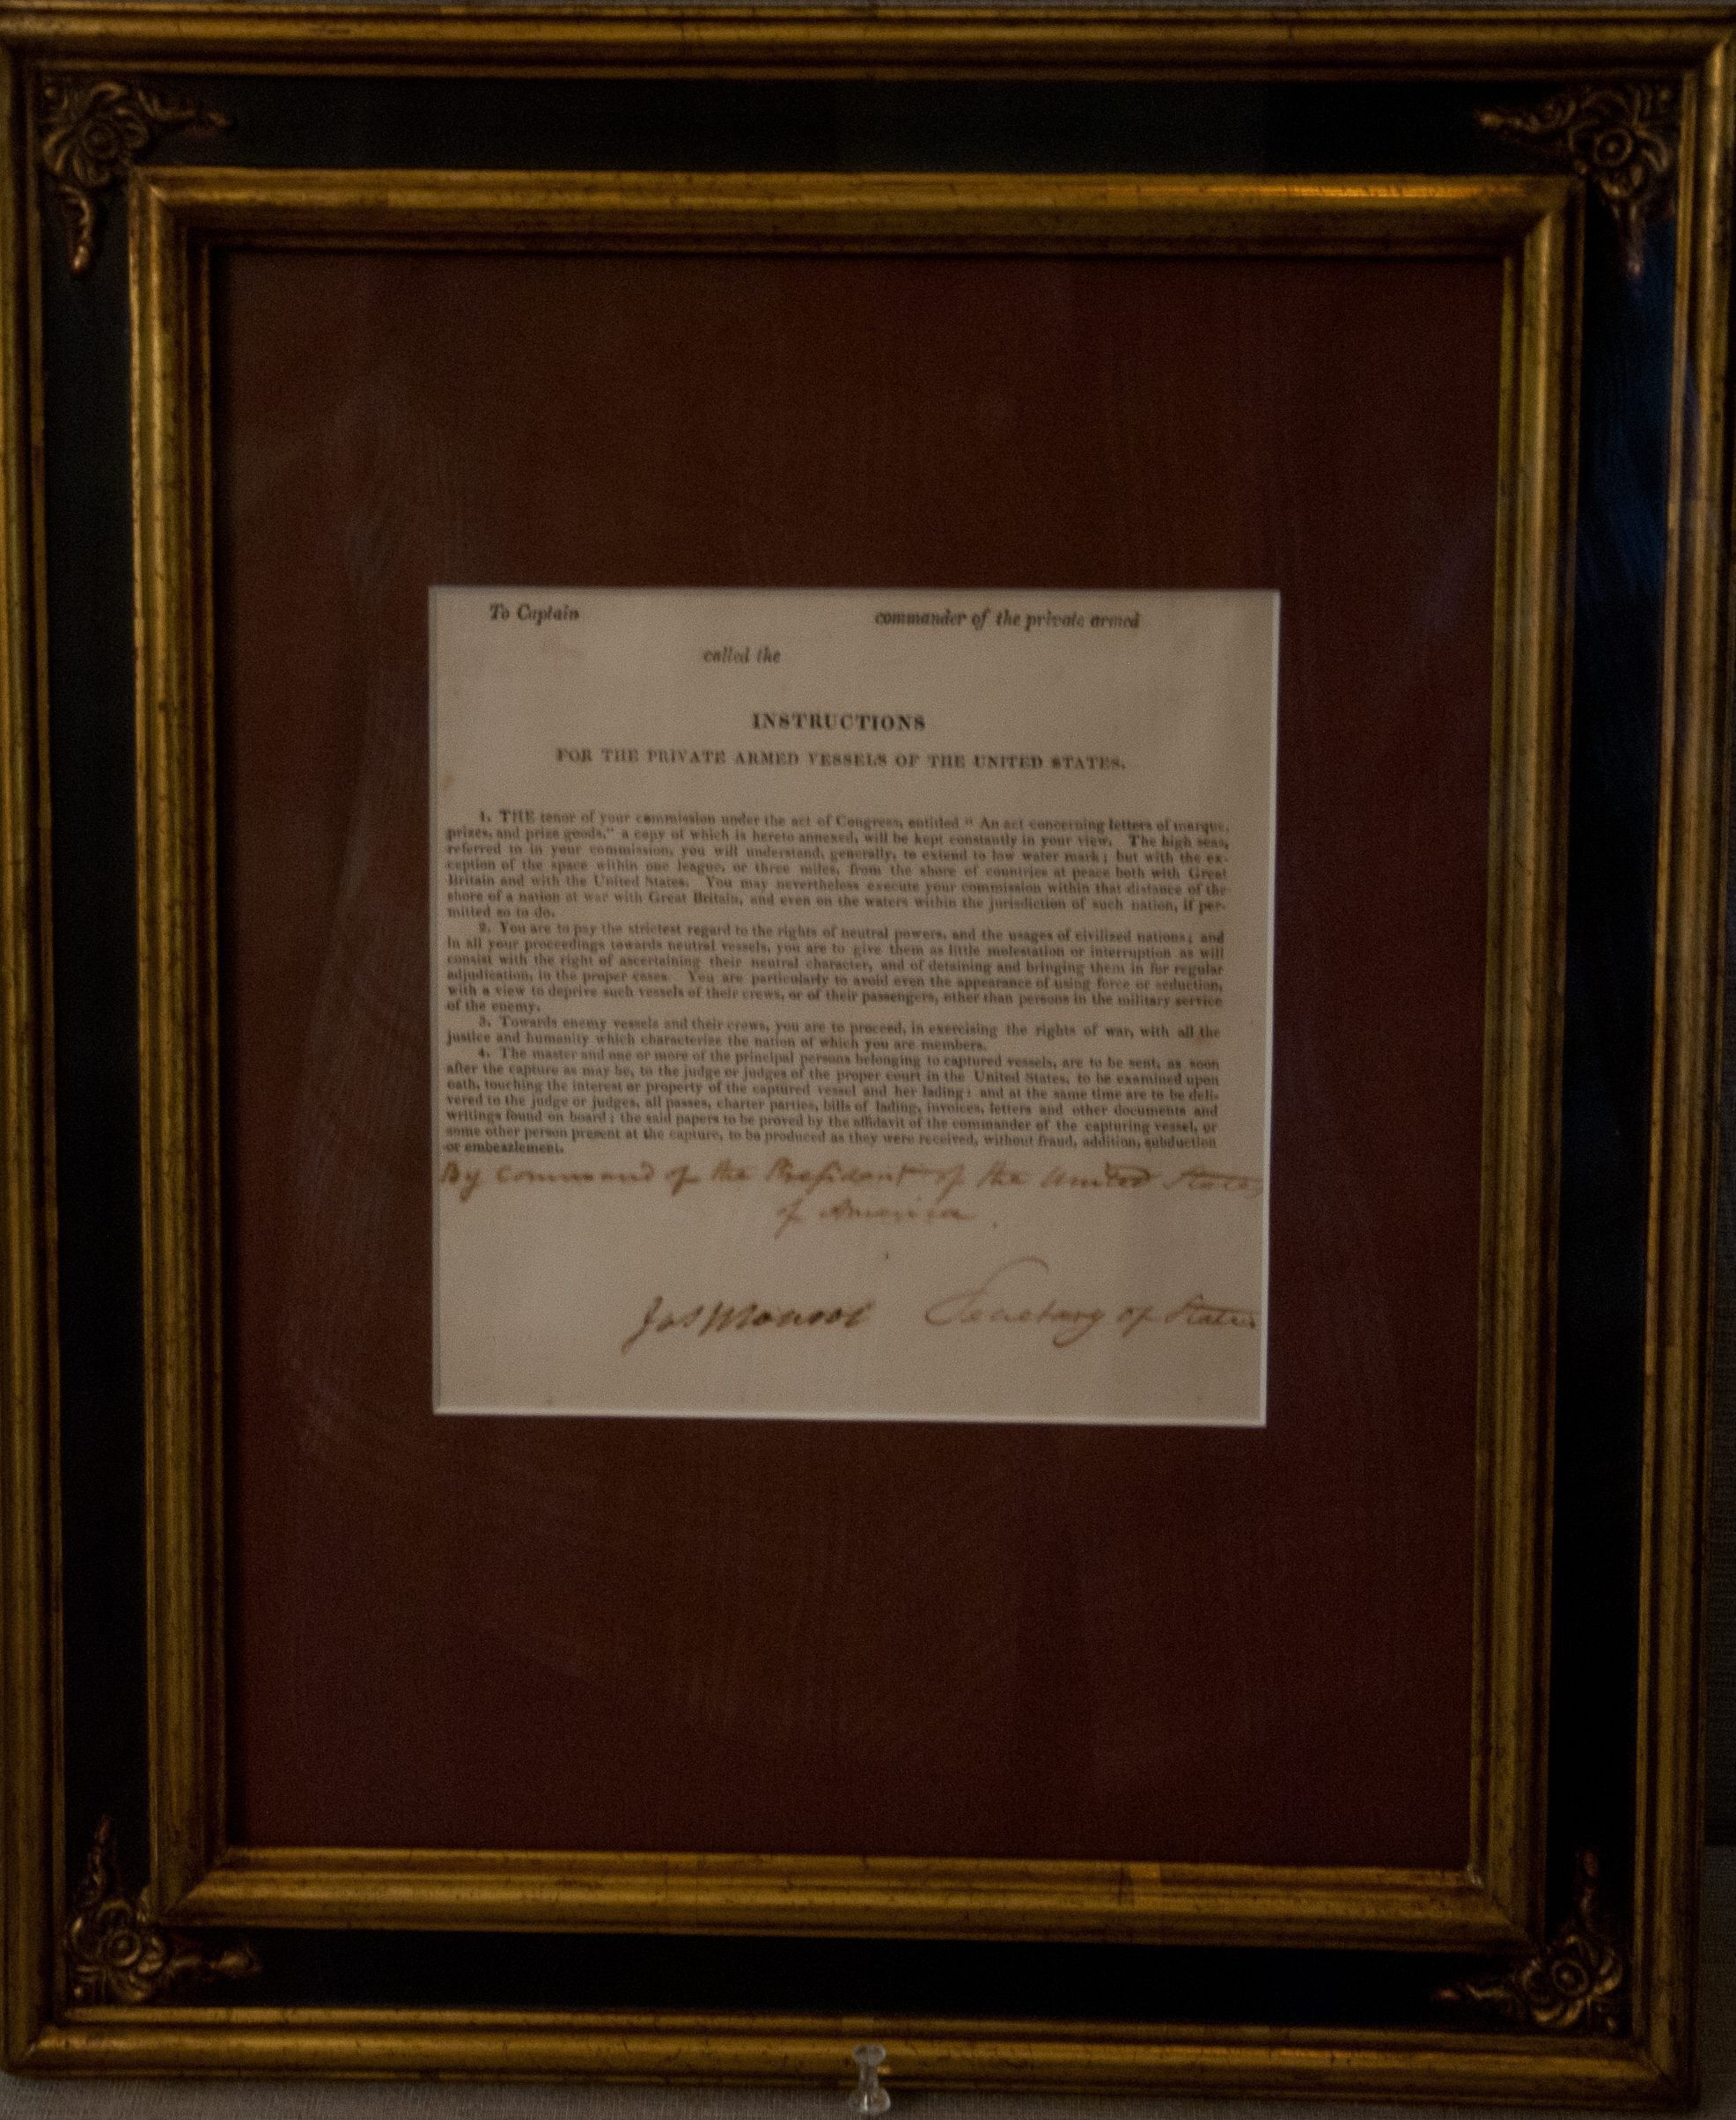 To Captain commander of the private armed
called the
INSTRUCTIONS
FOR THE PRIVATE ARMED VESSELS OF THE UNITED STATES.
1. THE tenor of your commission under the act of Congress, entitled “ An act concerning letters of marque,
prizes, and prize goods,” a copy of which is hereto annexed, will be kept constantly in your view. The high seas,
referred to in your commission, you will understand, generally, to extend to low water mark ; but with the ex-
ception of the space within one league, or three miles, from the shore of countries at peace both with Great
Britain and with the United States. You may nevertheless execute your commission within that distance of the
shore of a nation at war with Great Britain, and even on the waters within the jurisdiction of such nation, if per-
mitted so to do.
2. You are to pay the strictest regard to the rights of neutral powers, and the usages of civilized nations ; and
in all your proceedings towards neutral vessels, you are to give them as little molestation or interruption as will
consist with the right of ascertaining their neutral character, and of detaining and bringing them in for regular
adjudication, in the proper cases. You are particularly to avoid even the appearance of using force or seduction,
with a view to deprive such vessels of their crews, or of their passengers, other than persons in the military service
of the enemy.
3. Towards enemy vessels and their crews, you are to proceed, in exercising the rights of war, with all the
justice and humanity which characterize the nation of which you are members.
4. The master and one or more of the principal persons belonging to captured vessels, are to be sent, as soon
after the capture as may be, to the judge or judges of the proper court in the United States, to be examined upon
oath, touching the interest or property of the captured vessel and her lading : and at the same time are to be deli-
vered to the judge or judges, all passes, charter parties, bills of lading, invoices, letters and other documents and
writings found on board ; the said papers to be proved by the affidavit of the commander of the capturing vessel, or
some other person present at the capture, to be produced as they were received, without fraud, addition, subduction
or embezzlement.
By Command of the President of the United States
of America.
Jas Monroe Secretary of State